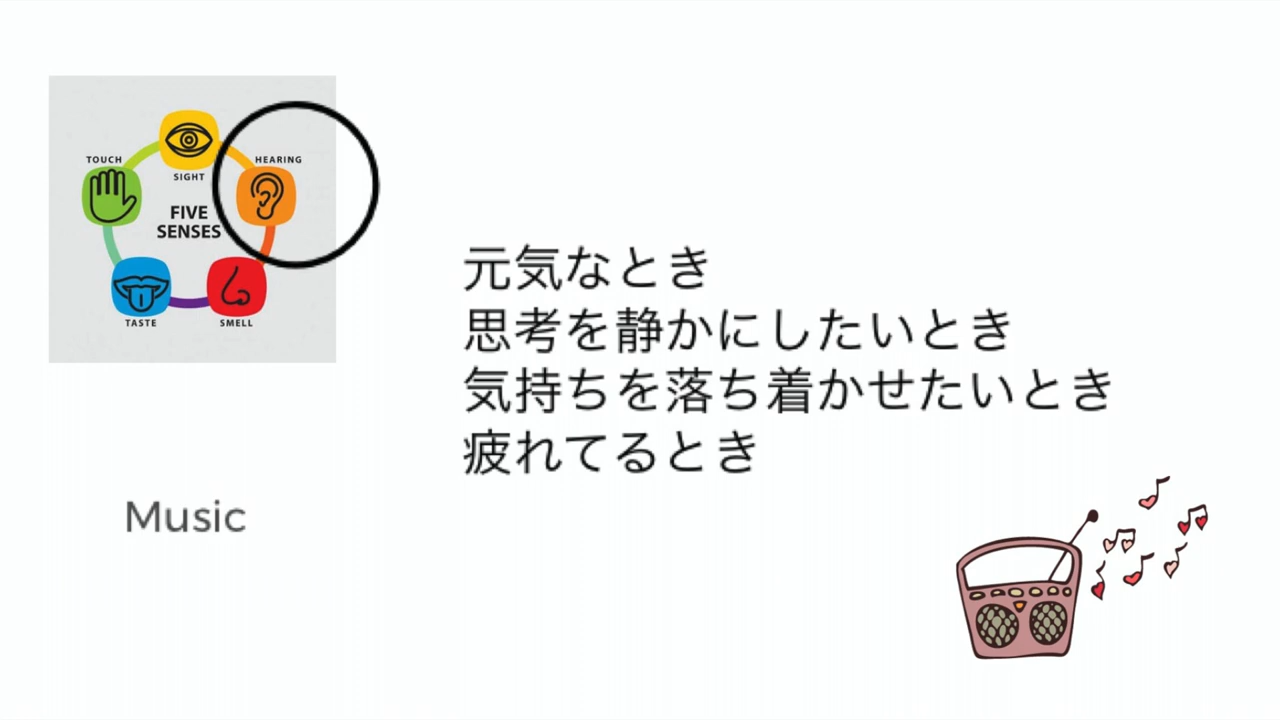 TOUCH
SIGHT
HEARING
FIVE
SENSES
TASTE
SMELL
元気なとき
思考を静かにしたいとき
気持ちを落ち着かせたいとき
疲れてるとき
Music